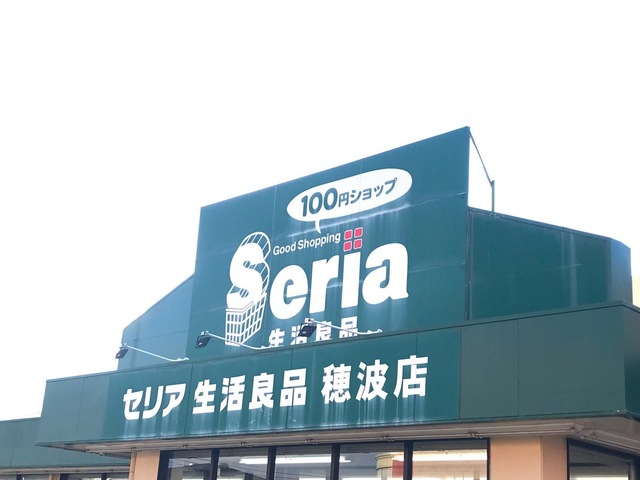 100円ショップ
Good Shopping
Seria
生活良品
セリア 生活良品 穂波店